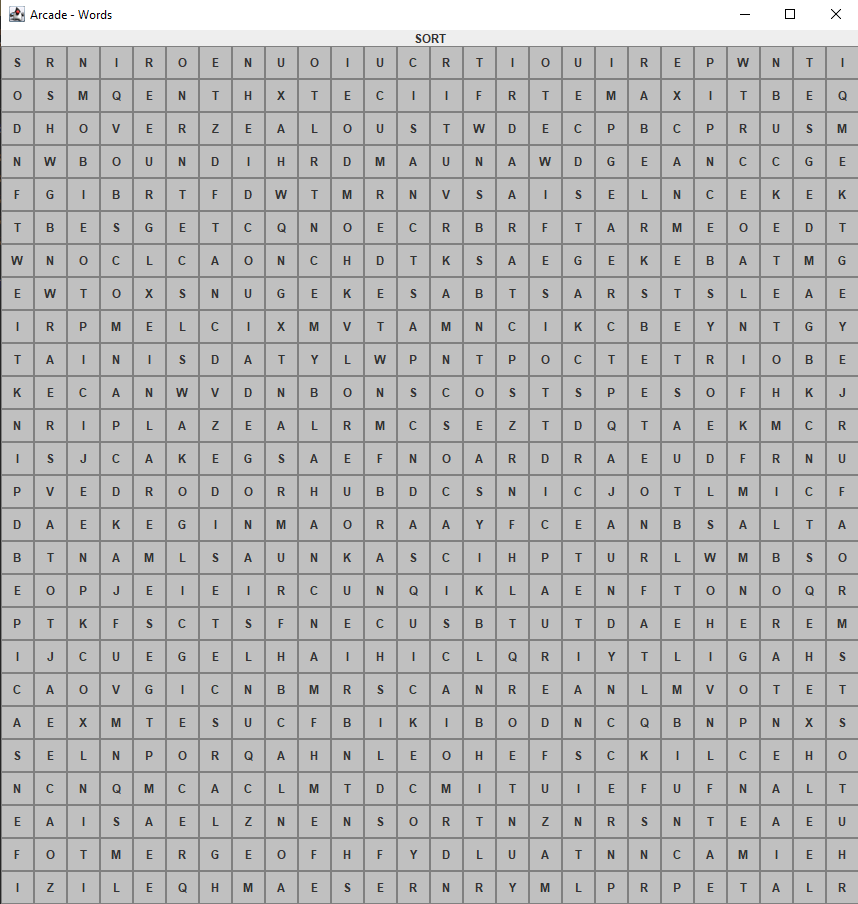 Arcade - Words
SORT
S R N I R O E N U O I U C R T I O U I R E P W N T I
O S M Q E N T H X T E C I I F R T E M A X I T B E Q
D H O V E R Z E A L O U S T W D E C P B C P R U S M
N W B O U N D I H R D M A U N A W D G E A N C C G E
F G I B R T F D W T M R N V S A I S E L N C E K E K
T B E S G E T C Q N O E C R B R F T A R M E O E D T
W N O C L C A O N C H D T K S A E G E K E B A T M G
E W T O X S N U G E K E S A B T S A R S T S L E A E
I R P M E L C I X M V T A M N C I K C B E Y N T G Y
T A I N I S D A T Y L W P N T P O C T E T R I O B E
K E C A N W V D N B O N S C O S T S P E S O F H K J
N R I P L A Z E A L R M C S E Z T D Q T A E K M C R
I S J C A K E G S A E F N O A R D R A E U D F R N U
P V E D R O D O R H U B D C S N I C J O T L M I C F
D A E K E G I N M A O R A A Y F C E A N B S A L T A
B T N A M L S A U N K A S C I H P T U R L W M B S O
E O P J E I E I R C U N Q I K L A E N F T O N O Q R
P T K F S C T S F N E C U S B T U T D A E H E R E M
I J C U E G E L H A I H I C L Q R I Y T L I G A H S
C A O V G I C N B M R S C A N R E A N L M V O T E T
A E X M T E S U C F B I K I B O D N C Q B N P N X S
S E L N P O R Q A H N L E O H E F S C K I L C E H O
N C N Q M C A C L M T D C M I T U I E F U F N A L T
E A I S A E L Z N E N S O R T N Z N R S N T E A E U
F O T M E R G E O F H F Y D L U A T N N C A M I E H
I Z I L E Q H M A E S E R N R Y M L P R P E T A L R